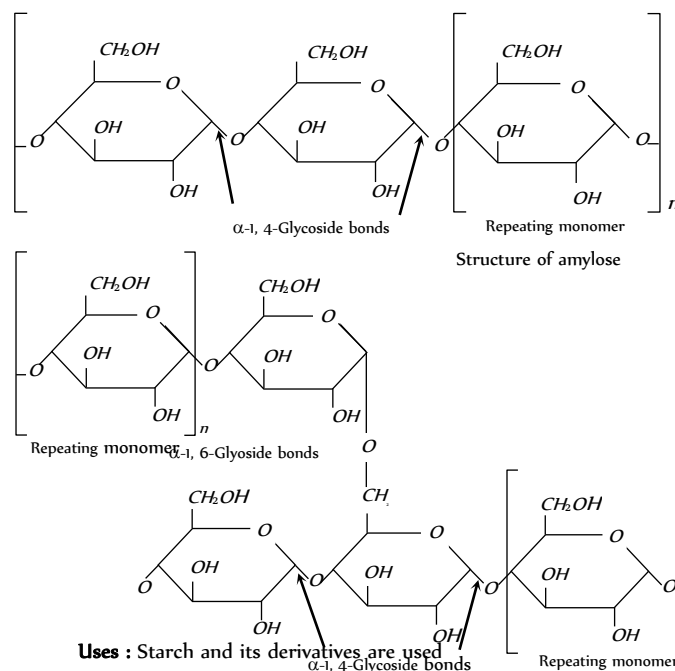 CH₂OH CH₂OH CH₂OH
O O O
OH OH OH
O O O O
OH OH OH
n
α-1, 4-Glycoside bonds Repeating monomer
Structure of amylose
CH₂OH CH₂OH
O O
OH OH
O O
OH OH
n
Repeating monomer α-1, 6-Glyoside bonds
O
CH₂
CH₂OH CH₂OH
O O O
OH OH OH
O O O O
OH OH OH
Uses : Starch and its derivatives are used
α-1, 4-Glycoside bonds Repeating monomer